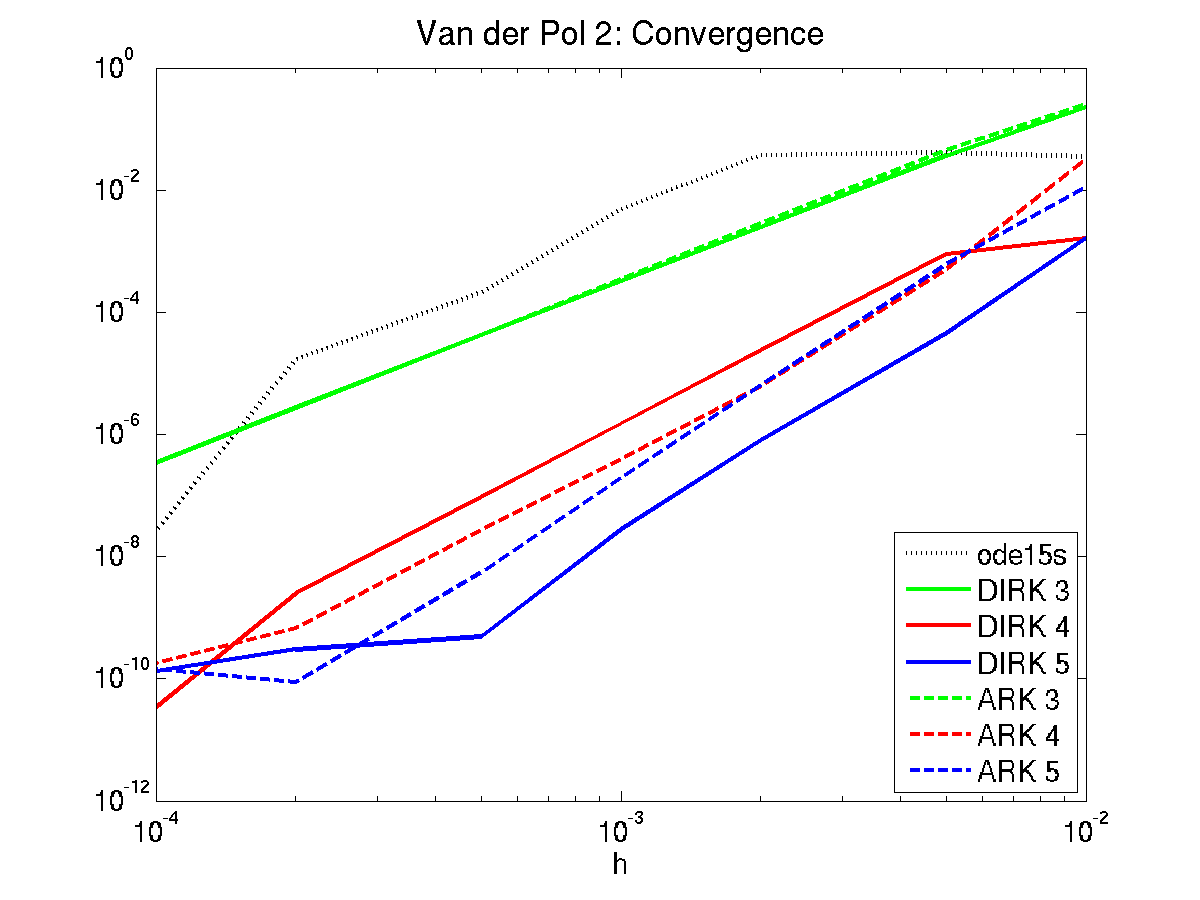 Van der Pol 2: Convergence
10^0
10^-2
10^-4
10^-6
10^-8
10^-10
10^-12
ode15s
DIRK 3
DIRK 4
DIRK 5
ARK 3
ARK 4
ARK 5
10^-4
10^-3
10^-2
h